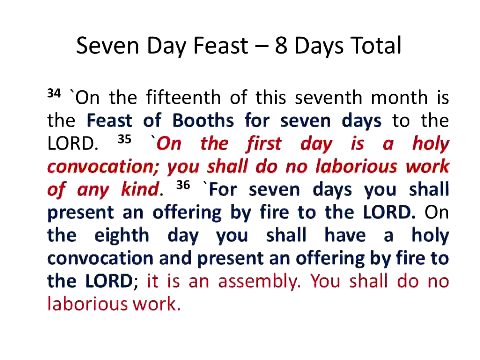 Seven Day Feast – 8 Days Total
34 `On the fifteenth of this seventh month is
the Feast of Booths for seven days to the
LORD. 35 `On the first day is a holy
convocation; you shall do no laborious work
of any kind. 36 `For seven days you shall
present an offering by fire to the LORD. On
the eighth day you shall have a holy
convocation and present an offering by fire to
the LORD; it is an assembly. You shall do no
laborious work.